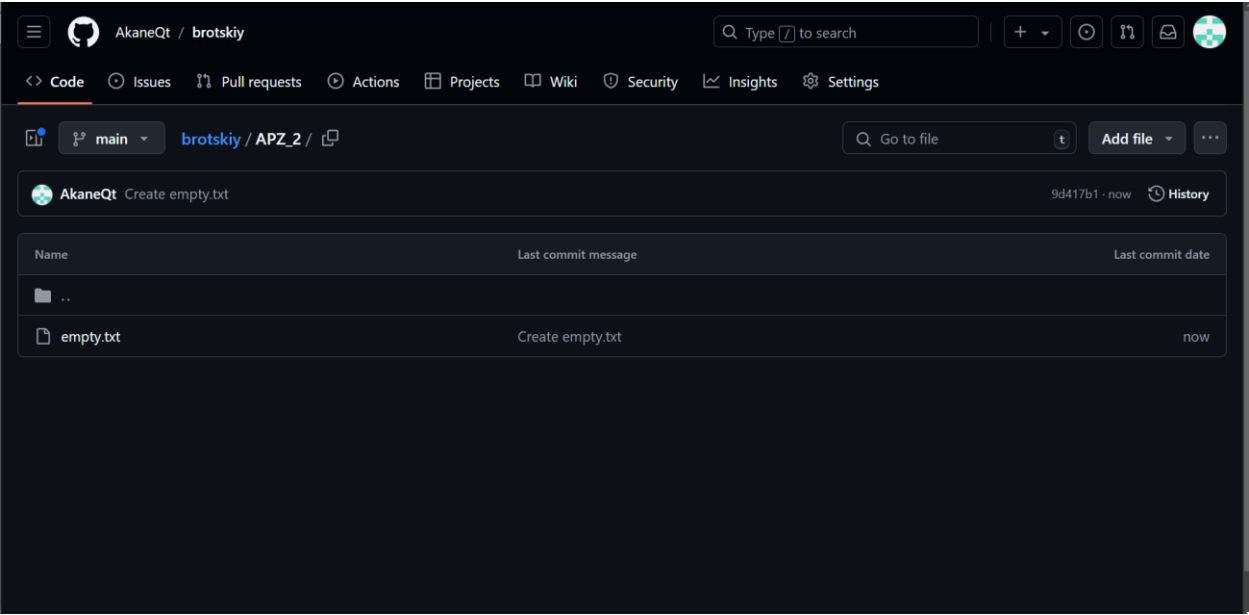 AkaneQt / brotskiy
Type / to search
Code Issues Pull requests Actions Projects Wiki Security Insights Settings
main brotskiy / APZ_2 / Go to file t Add file
AkaneQt Create empty.txt 9d417b1 · now History
Name Last commit message Last commit date
..
empty.txt Create empty.txt now